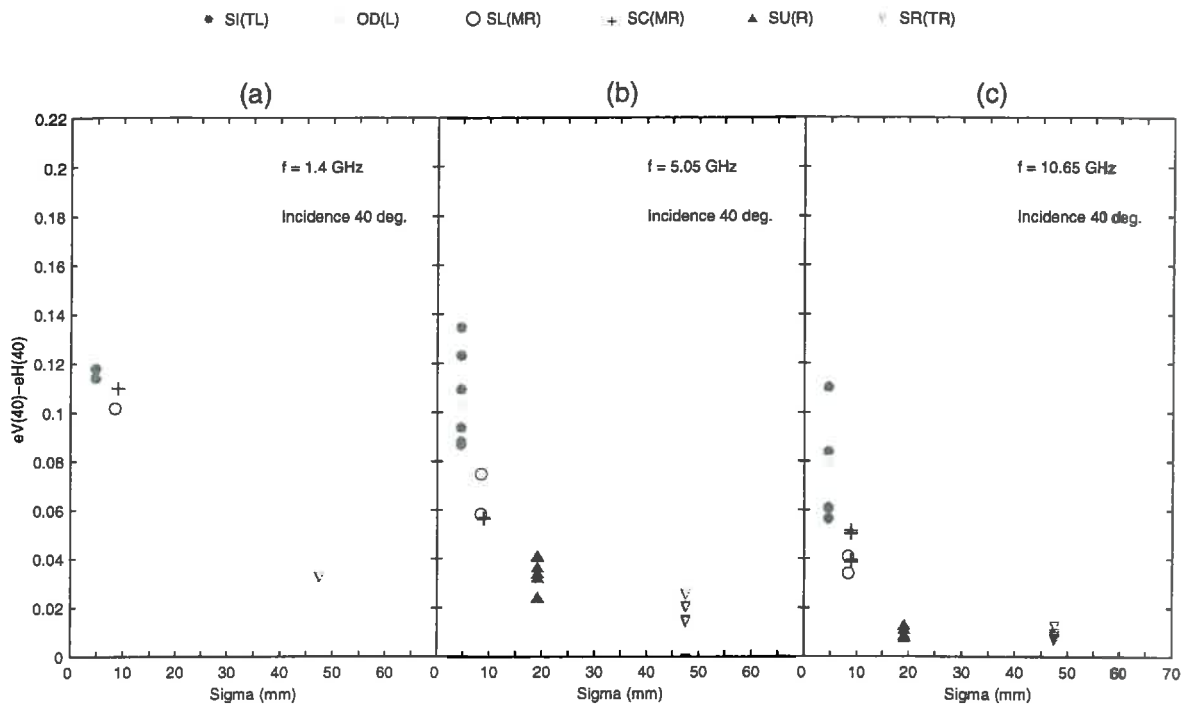 SI(TL) OD(L) SL(MR) SC(MR) SU(R) SR(TR)
(a) (b) (c)
0.22
0.2
0.18
0.16
0.14
0.12
0.1
0.08
0.06
0.04
0.02
0
eV(40)-eH(40)
f = 1.4 GHz
Incidence 40 deg.
f = 5.05 GHz
Incidence 40 deg.
f = 10.65 GHz
Incidence 40 deg.
0 10 20 30 40 50 60 0 10 20 30 40 50 60 0 10 20 30 40 50 60 70
Sigma (mm) Sigma (mm) Sigma (mm)